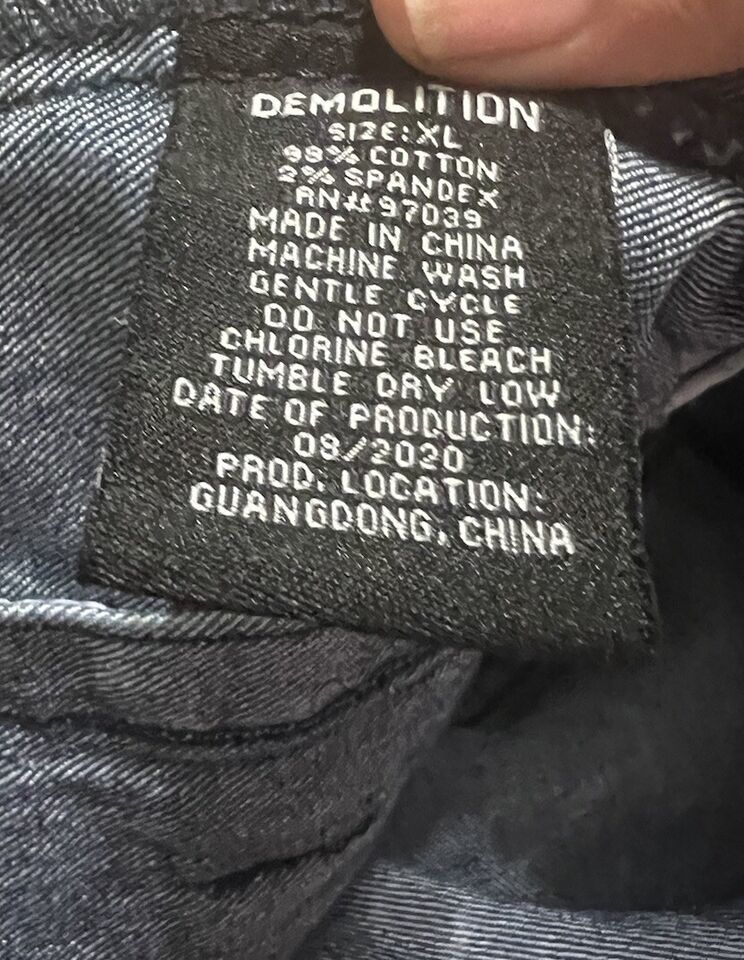 DEMOLITION
SIZE: XL
98% COTTON
2% SPANDEX
RN# 97039
MADE IN CHINA
MACHINE WASH
GENTLE CYCLE
DO NOT USE
CHLORINE BLEACH
TUMBLE DRY LOW
DATE OF PRODUCTION:
08/2020
PROD. LOCATION:
GUANGDONG, CHINA